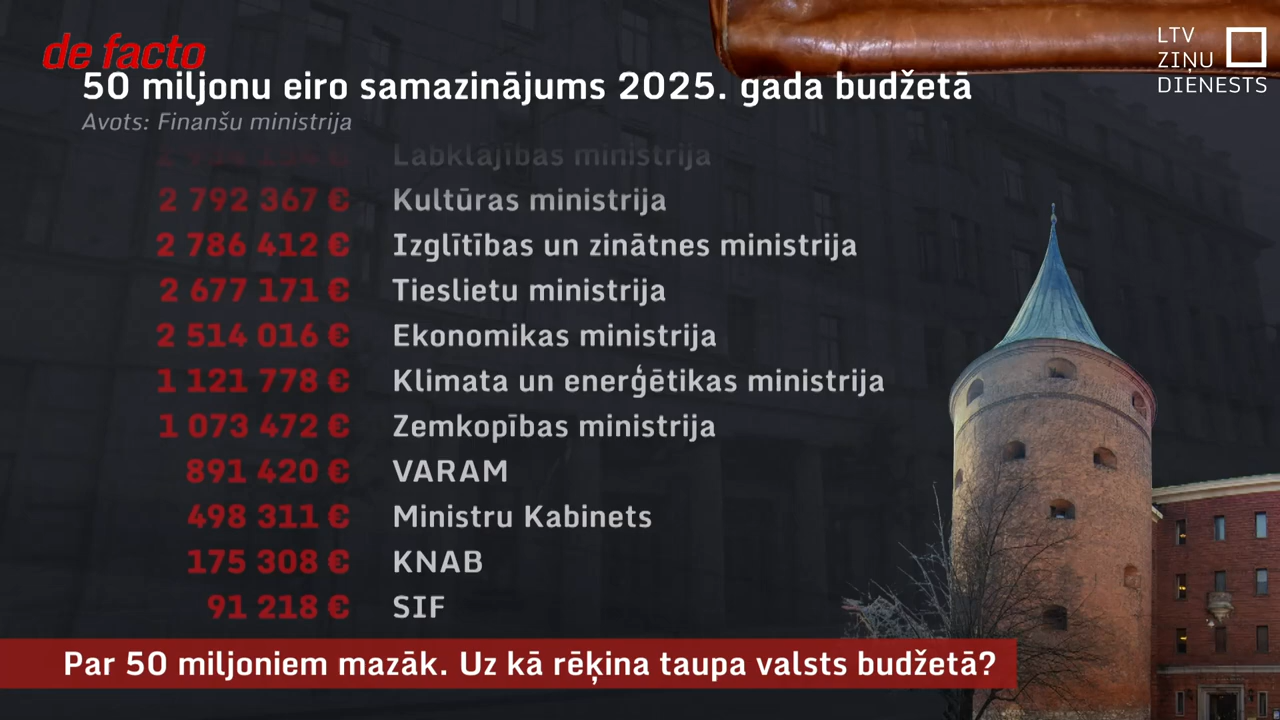 de facto
LTV
ZIŅU
DIENESTS
50 miljonu eiro samazinājums 2025. gada budžetā
Avots: Finanšu ministrija
Labklājības ministrija
2 792 367 € Kultūras ministrija
2 786 412 € Izglītības un zinātnes ministrija
2 677 171 € Tieslietu ministrija
2 514 016 € Ekonomikas ministrija
1 121 778 € Klimata un enerģētikas ministrija
1 073 472 € Zemkopības ministrija
891 420 € VARAM
498 311 € Ministru Kabinets
175 308 € KNAB
91 218 € SIF
Par 50 miljoniem mazāk. Uz kā rēķina taupa valsts budžetā?